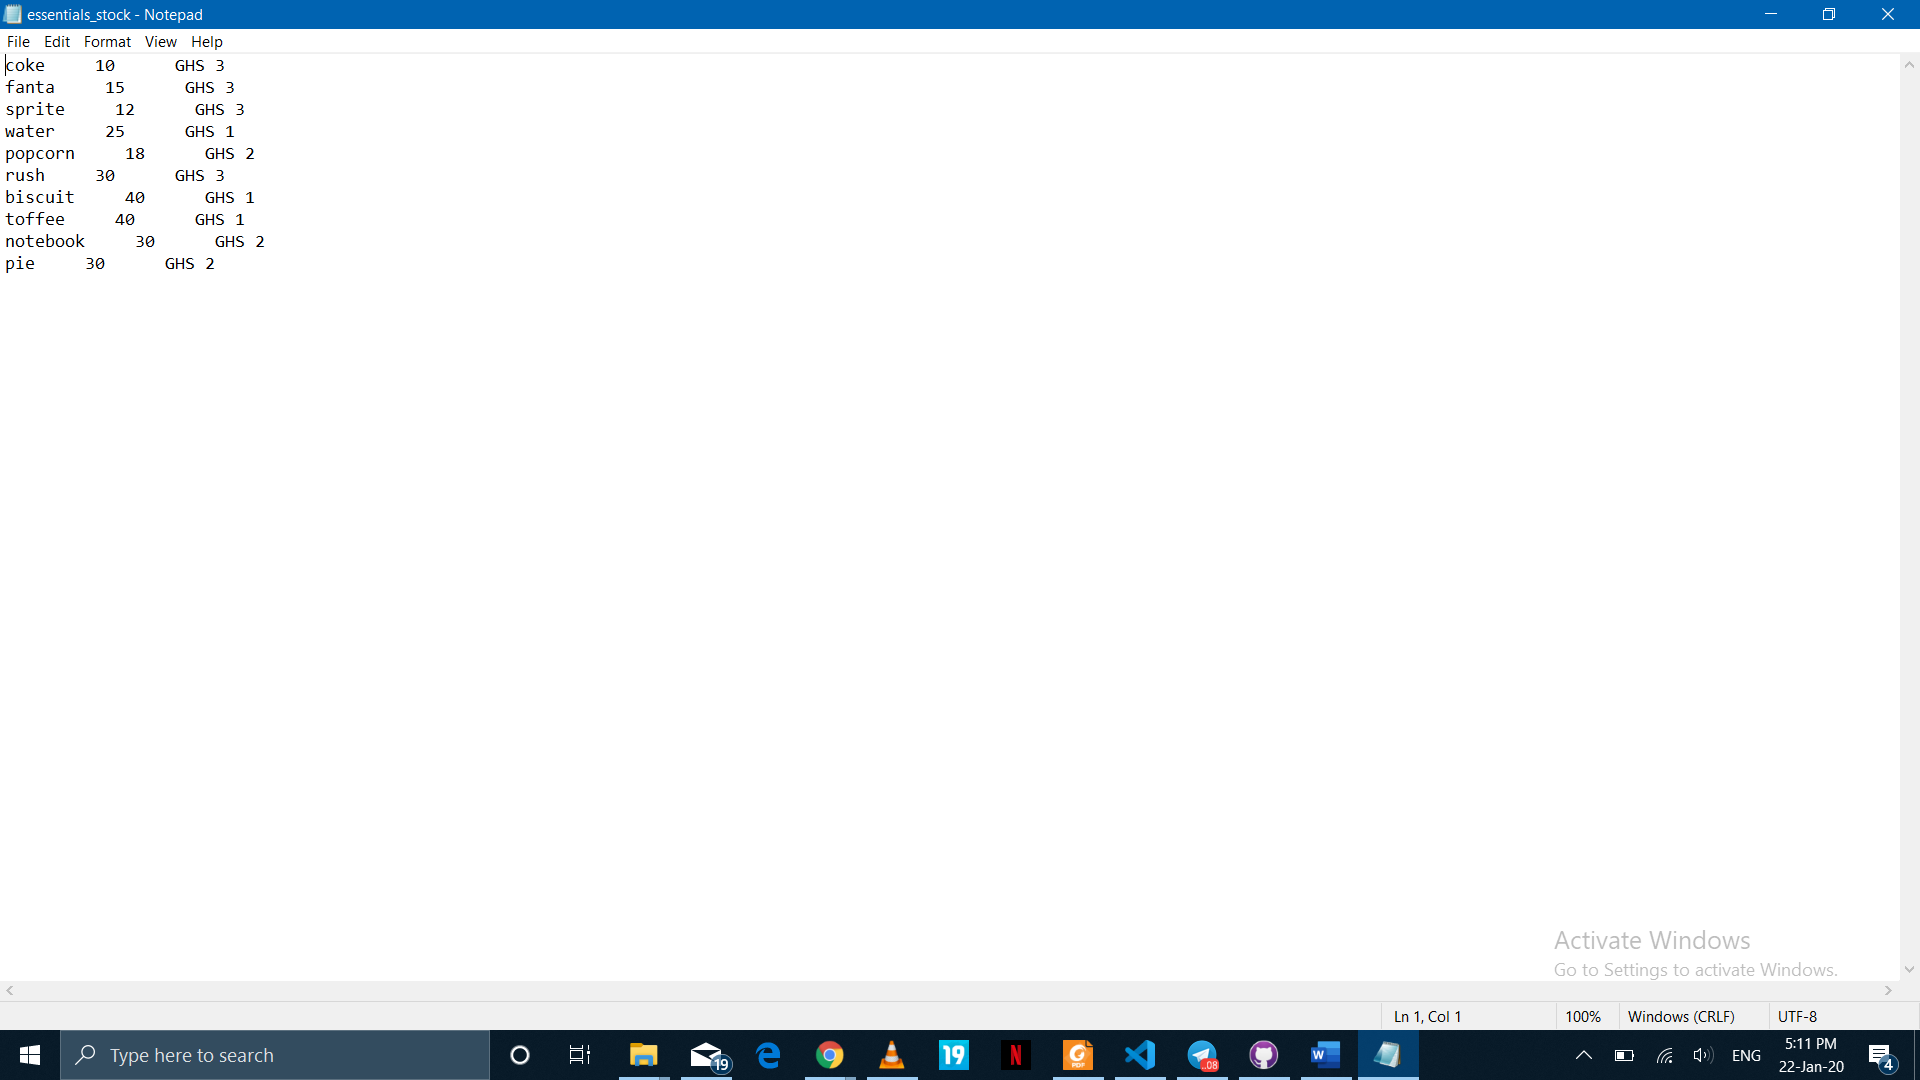 essentials_stock - Notepad
File Edit Format View Help
coke 10 GHS 3
fanta 15 GHS 3
sprite 12 GHS 3
water 25 GHS 1
popcorn 18 GHS 2
rush 30 GHS 3
biscuit 40 GHS 1
toffee 40 GHS 1
notebook 30 GHS 2
pie 30 GHS 2
Activate Windows
Go to Settings to activate Windows.
Ln 1, Col 1 100% Windows (CRLF) UTF-8
Type here to search 19 19 N PDF W ..08 ENG 5:11 PM 4
22-Jan-20